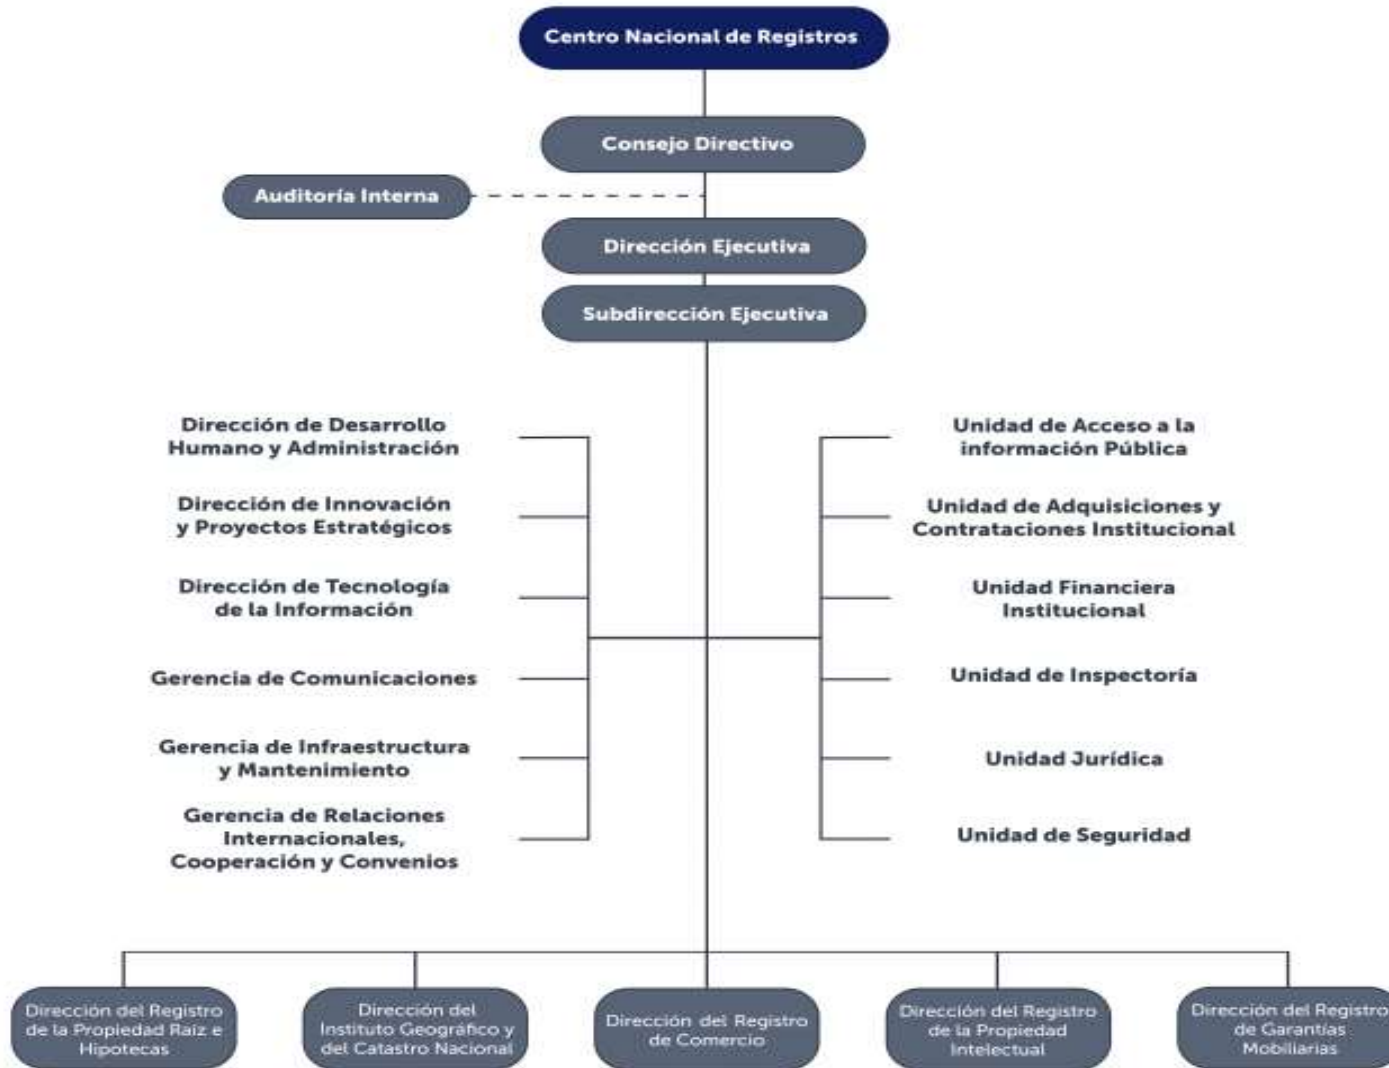 Centro Nacional de Registros
Consejo Directivo
Auditoría Interna
Dirección Ejecutiva
Subdirección Ejecutiva
Dirección de Desarrollo
Humano y Administración
Dirección de Innovación
y Proyectos Estratégicos
Dirección de Tecnología
de la Información
Gerencia de Comunicaciones
Gerencia de Infraestructura
y Mantenimiento
Gerencia de Relaciones
Internacionales,
Cooperación y Convenios
Unidad de Acceso a la
información Pública
Unidad de Adquisiciones y
Contrataciones Institucional
Unidad Financiera
Institucional
Unidad de Inspectoría
Unidad Jurídica
Unidad de Seguridad
Dirección del Registro
de la Propiedad Raíz e
Hipotecas
Dirección del
Instituto Geográfico y
del Catastro Nacional
Dirección del Registro
de Comercio
Dirección del Registro
de la Propiedad
Intelectual
Dirección del Registro
de Garantías
Mobiliarias